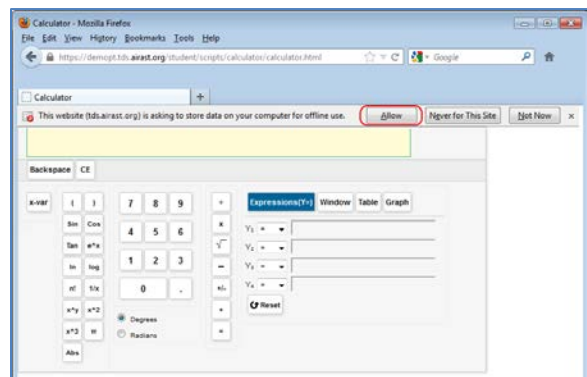 Calculator - Mozilla Firefox
File Edit View History Bookmarks Tools Help
https://demopt.tds.airast.org/student/scripts/calculator/calculator.html
Google
Calculator +
This website (tds.airast.org) is asking to store data on your computer for offline use. Allow Never for This Site Not Now ×
Backspace CE
x-var ( ) 7 8 9 Expressions(Y=) Window Table Graph
Sin Cos 4 5 6 x Y₁ =
Tan e^x √ Y₂ =
ln log 1 2 3 − Y₃ =
n! 1/x 0 . +/- Y₄ =
Reset
x^y x^2 Degrees
x^3 π Radians =
Abs